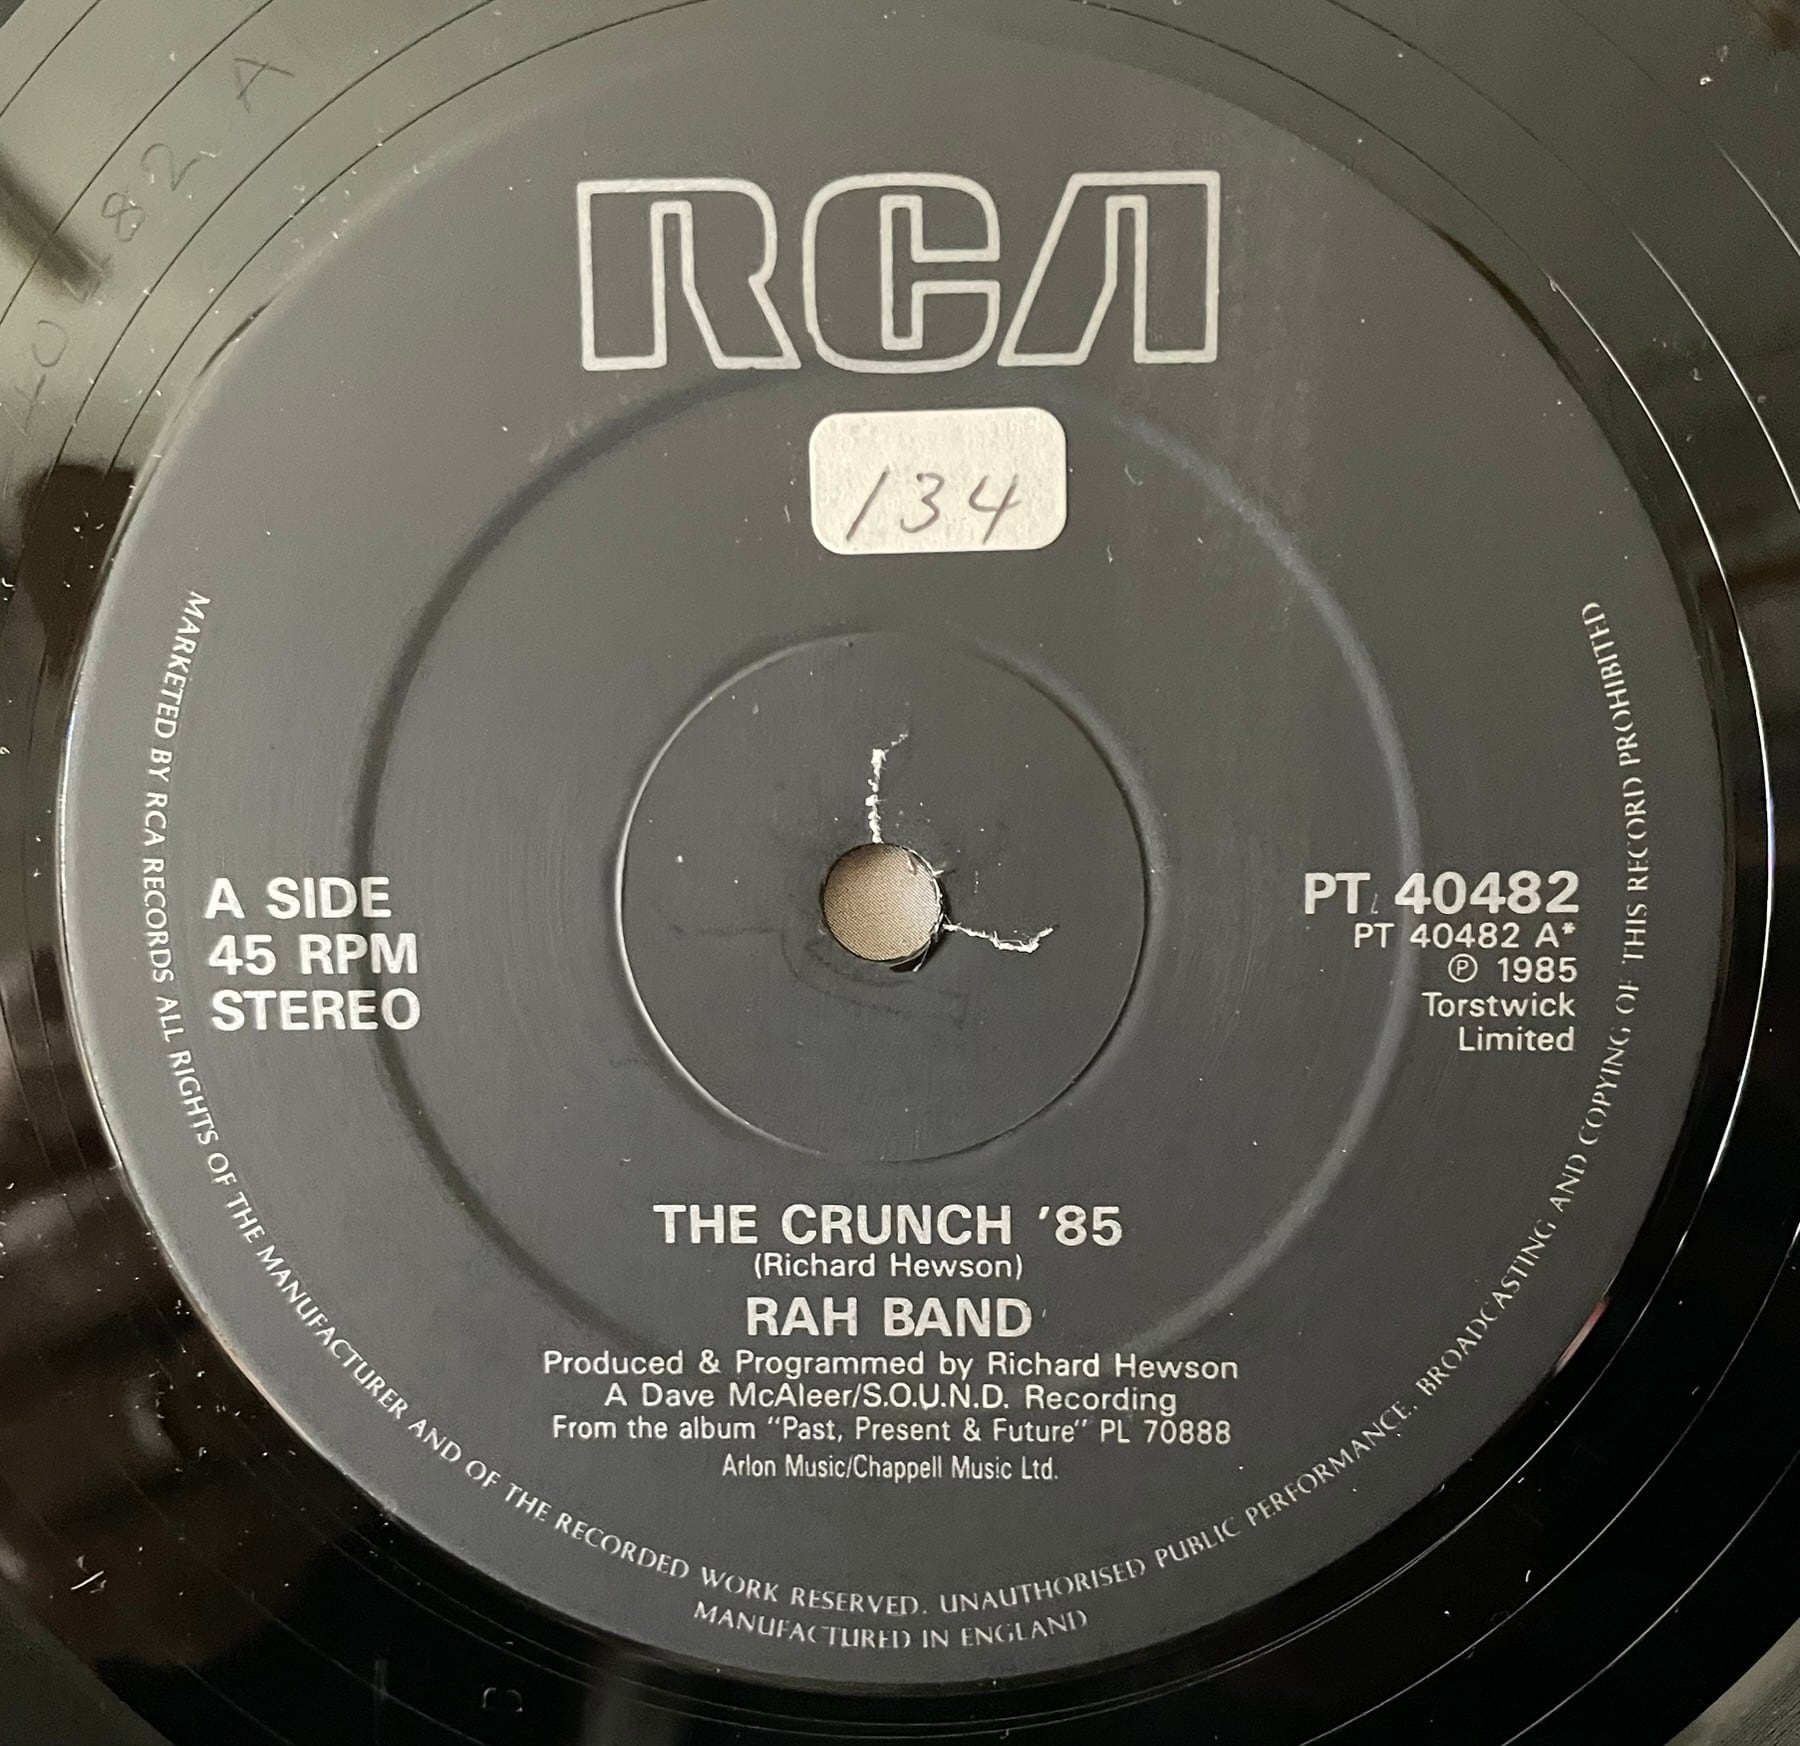 RCA
134
A SIDE
45 RPM
STEREO
PT 40482
PT 40482 A*
℗ 1985
Torstwick
Limited
THE CRUNCH '85
(Richard Hewson)
RAH BAND
Produced & Programmed by Richard Hewson
A Dave McAleer/S.O.U.N.D. Recording
From the album "Past, Present & Future" PL 70888
Arlon Music/Chappell Music Ltd.
MARKETED BY RCA RECORDS ALL RIGHTS OF THE MANUFACTURER AND OF THE RECORDED WORK RESERVED. UNAUTHORISED PUBLIC PERFORMANCE, BROADCASTING AND COPYING OF THIS RECORD PROHIBITED
MANUFACTURED IN ENGLAND